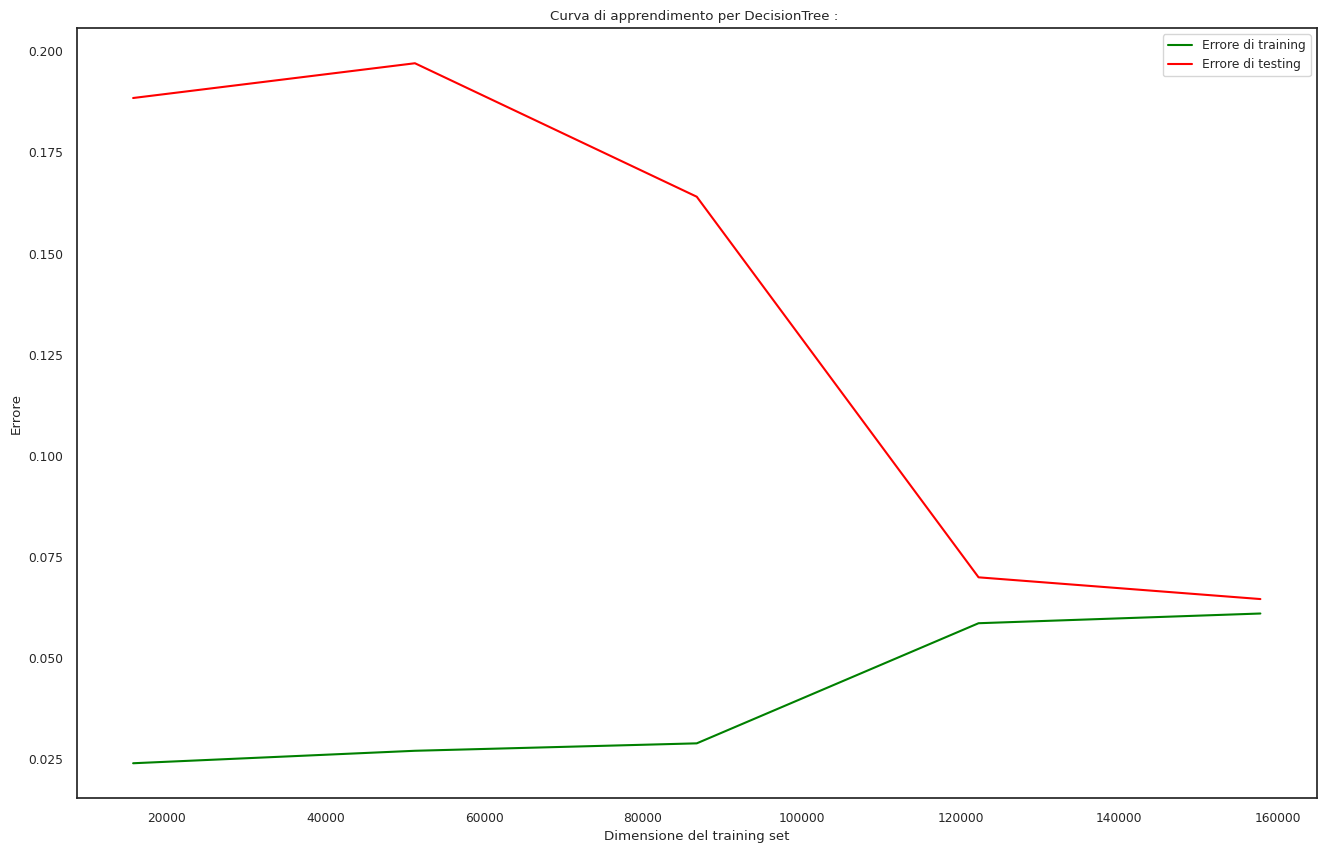 Curva di apprendimento per DecisionTree :
Errore di training
Errore di testing
0.200
0.175
0.150
0.125
0.100
0.075
0.050
0.025
Errore
20000 40000 60000 80000 100000 120000 140000 160000
Dimensione del training set